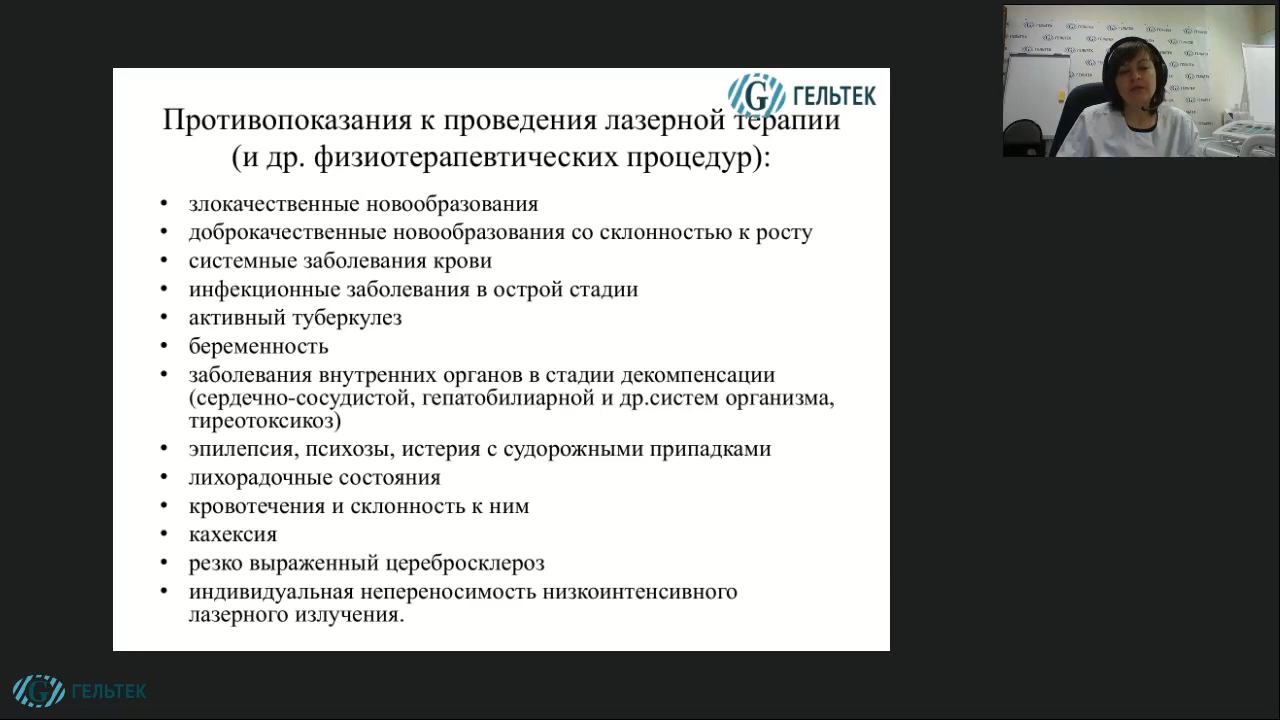 ГЕЛЬТЕК
Противопоказания к проведения лазерной терапии
(и др. физиотерапевтических процедур):
• злокачественные новообразования
• доброкачественные новообразования со склонностью к росту
• системные заболевания крови
• инфекционные заболевания в острой стадии
• активный туберкулез
• беременность
• заболевания внутренних органов в стадии декомпенсации
(сердечно-сосудистой, гепатобилиарной и др.систем организма,
тиреотоксикоз)
• эпилепсия, психозы, истерия с судорожными припадками
• лихорадочные состояния
• кровотечения и склонность к ним
• кахексия
• резко выраженный церебросклероз
• индивидуальная непереносимость низкоинтенсивного
лазерного излучения.
ГЕЛЬТЕК